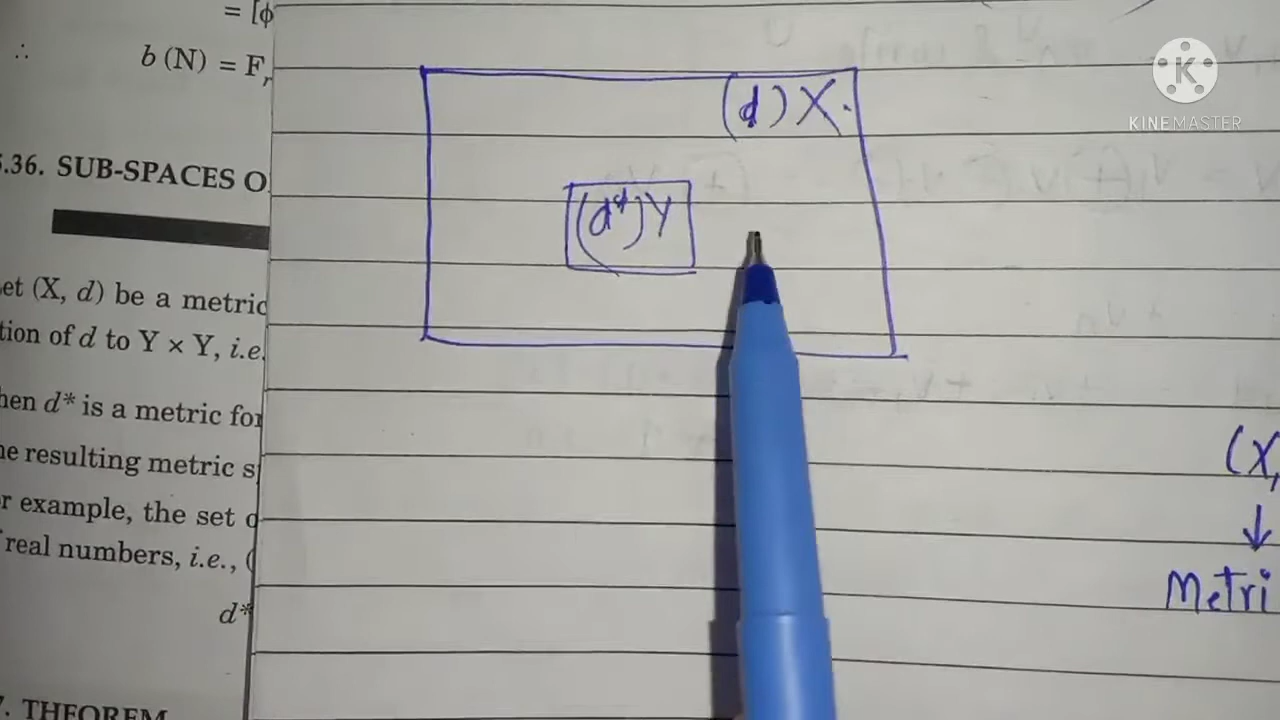 = [ϕ
∴ b (N) = F_r
5.36. SUB-SPACES O
et (X, d) be a metric
tion of d to Y × Y, i.e.
hen d* is a metric for
he resulting metric s
r example, the set o
real numbers, i.e., (
d*
7. THEOREM
(d) X.
(d*) Y
(X,
↓
Metri
KINEMASTER